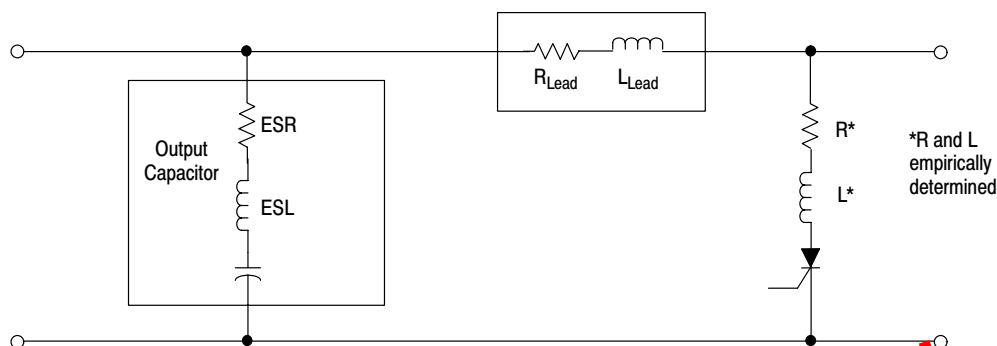 R_Lead
L_Lead
ESR
Output
Capacitor
ESL
R*
L*
*R and L
empirically
determined